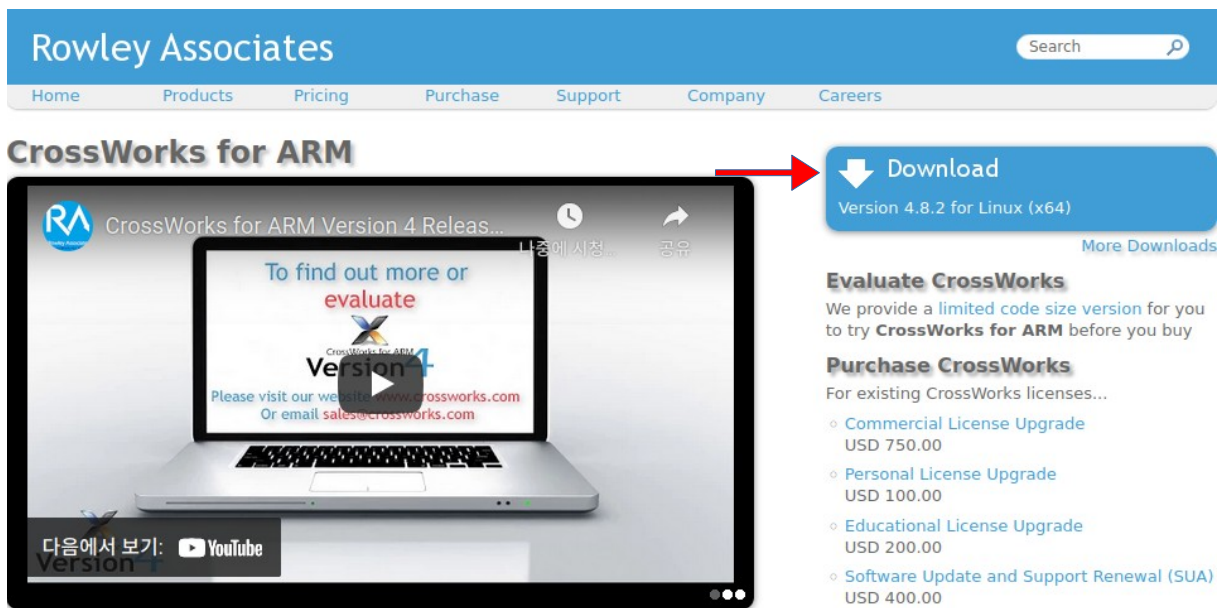 Rowley Associates
Search
Home Products Pricing Purchase Support Company Careers
CrossWorks for ARM
RA
Rowley Associates
CrossWorks for ARM Version 4 Releas...
나중에 시청...
공유
To find out more or
evaluate
CrossWorks for ARM
Version 4
Please visit our website www.crossworks.com
Or email sales@crossworks.com
다음에서 보기: YouTube
Version 4
Download
Version 4.8.2 for Linux (x64)
More Downloads
Evaluate CrossWorks
We provide a limited code size version for you
to try CrossWorks for ARM before you buy
Purchase CrossWorks
For existing CrossWorks licenses...
Commercial License Upgrade
USD 750.00
Personal License Upgrade
USD 100.00
Educational License Upgrade
USD 200.00
Software Update and Support Renewal (SUA)
USD 400.00